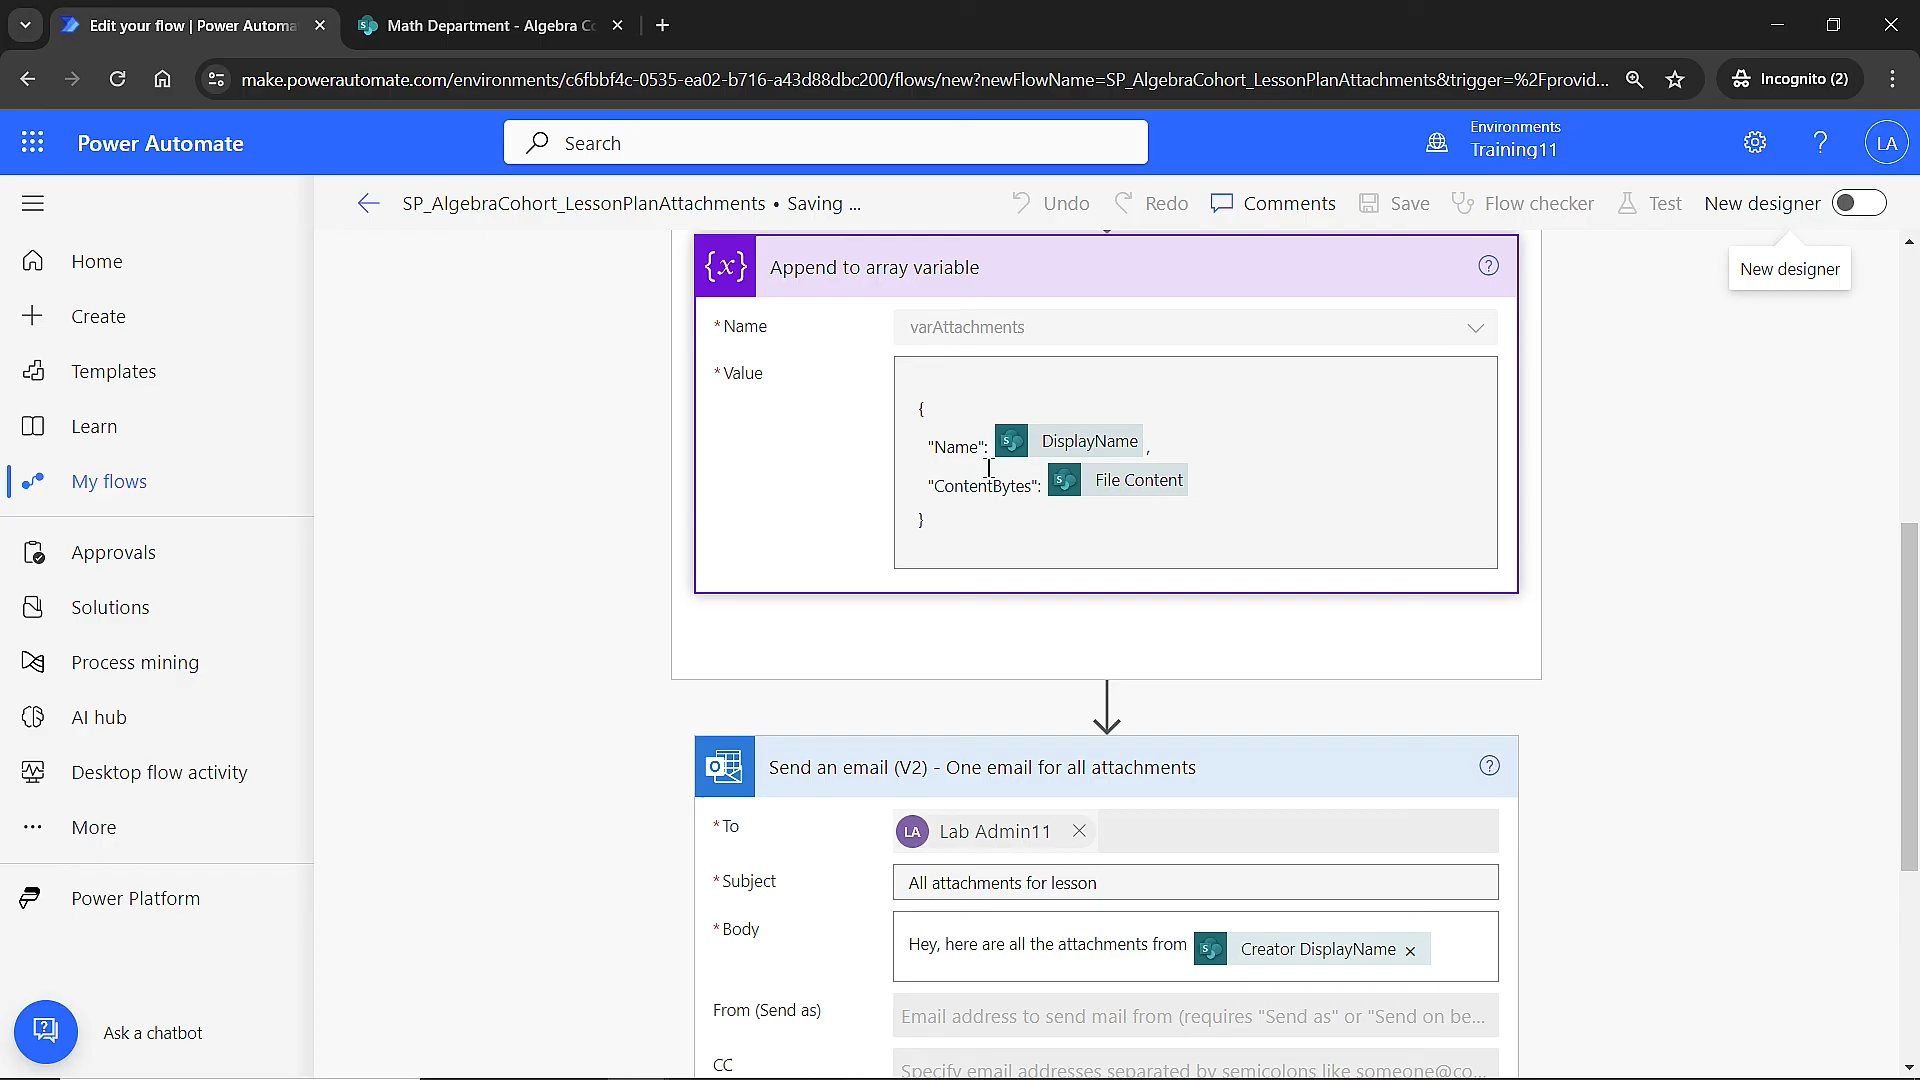 Edit your flow | Power Automa
Math Department - Algebra Co
make.powerautomate.com/environments/c6fbbf4c-0535-ea02-b716-a43d88dbc200/flows/new?newFlowName=SP_AlgebraCohort_LessonPlanAttachments&trigger=%2Fprovid...
Incognito (2)
Power Automate
Search
Environments
Training11
LA
SP_AlgebraCohort_LessonPlanAttachments • Saving ...
Undo
Redo
Comments
Save
Flow checker
Test
New designer
New designer
Home
Create
Templates
Learn
My flows
Approvals
Solutions
Process mining
AI hub
Desktop flow activity
More
Power Platform
Ask a chatbot
{x} Append to array variable
* Name
varAttachments
* Value
{
"Name": DisplayName ,
"ContentBytes": File Content
}
Send an email (V2) - One email for all attachments
* To
LA Lab Admin11
* Subject
All attachments for lesson
* Body
Hey, here are all the attachments from Creator DisplayName
From (Send as)
Email address to send mail from (requires "Send as" or "Send on be...
CC
Specify email addresses separated by semicolons like someone@co...